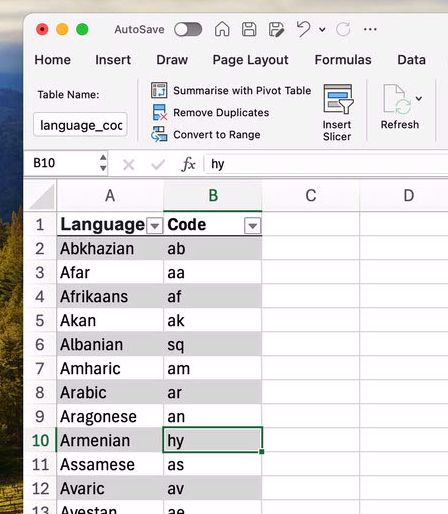 AutoSave
Home Insert Draw Page Layout Formulas Data
Table Name:
language_coc
Summarise with Pivot Table
Remove Duplicates
Convert to Range
Insert
Slicer
Refresh
B10 fx hy
A B C D
1 Language Code
2 Abkhazian ab
3 Afar aa
4 Afrikaans af
5 Akan ak
6 Albanian sq
7 Amharic am
8 Arabic ar
9 Aragonese an
10 Armenian hy
11 Assamese as
12 Avaric av
13 Avestan ae